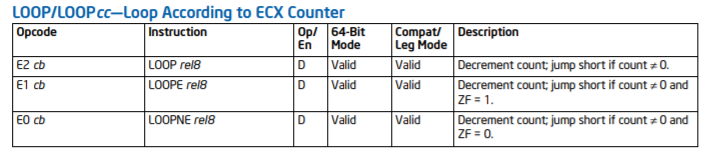 LOOP/LOOPcc—Loop According to ECX Counter
Opcode Instruction Op/ En 64-Bit Mode Compat/ Leg Mode Description
E2 cb LOOP rel8 D Valid Valid Decrement count; jump short if count ≠ 0.
E1 cb LOOPE rel8 D Valid Valid Decrement count; jump short if count ≠ 0 and
ZF = 1.
E0 cb LOOPNE rel8 D Valid Valid Decrement count; jump short if count ≠ 0 and
ZF = 0.